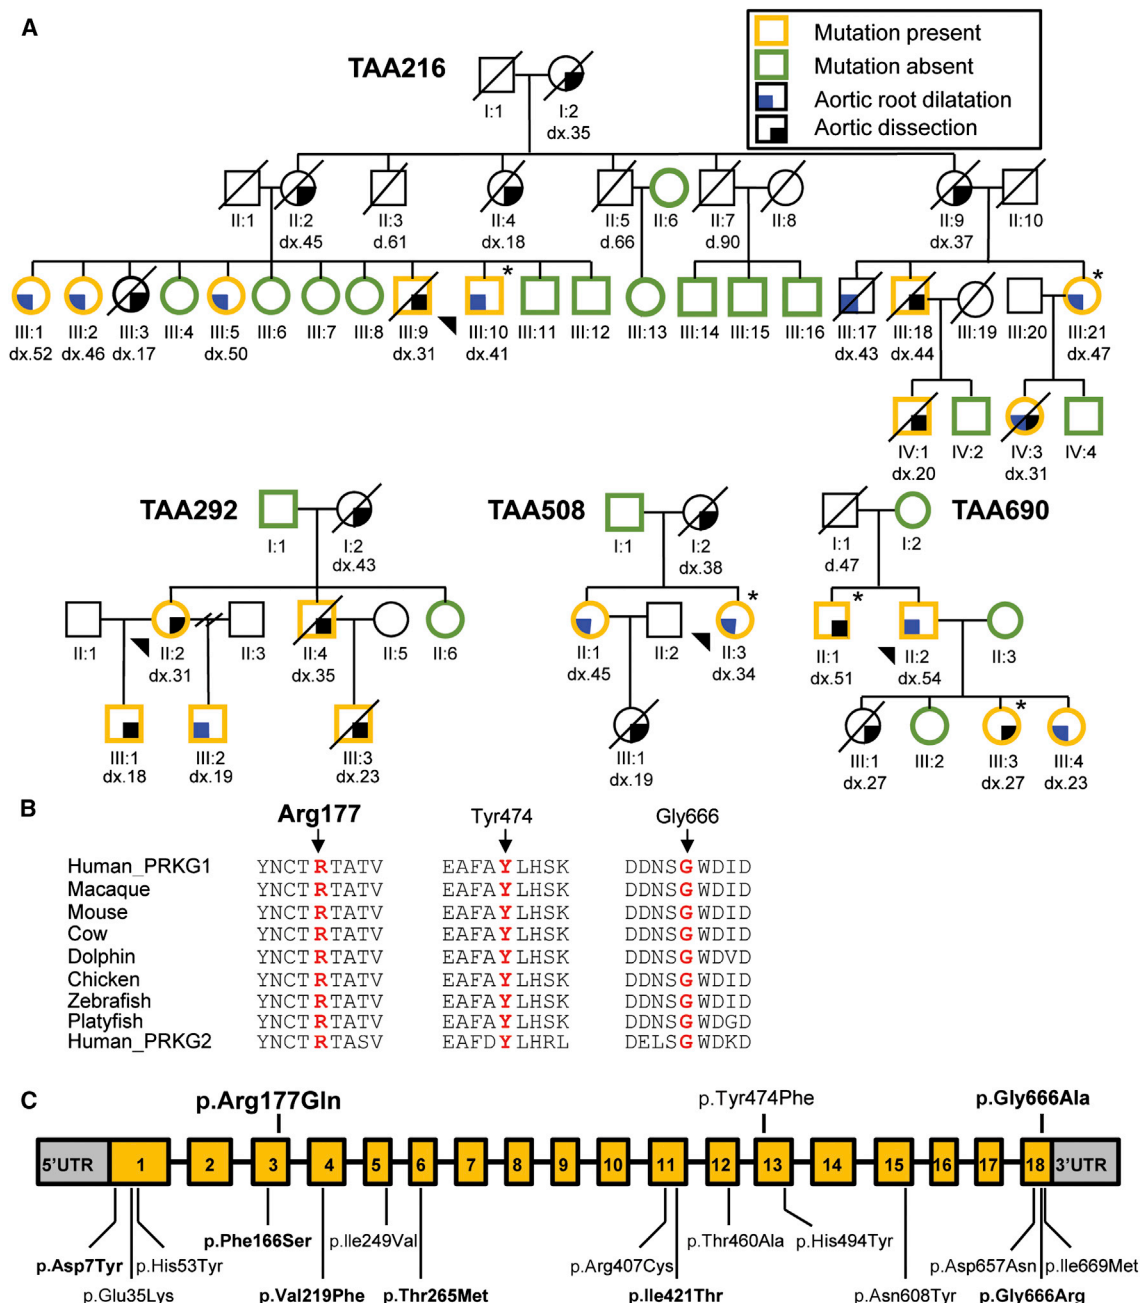 A
TAA216
Mutation present
Mutation absent
Aortic root dilatation
Aortic dissection
I:1 I:2
dx.35
II:1 II:2 II:3 II:4 II:5 II:6 II:7 II:8 II:9 II:10
dx.45 d.61 dx.18 d.66 d.90 dx.37
* *
III:1 III:2 III:3 III:4 III:5 III:6 III:7 III:8 III:9 III:10 III:11 III:12 III:13 III:14 III:15 III:16 III:17 III:18 III:19 III:20 III:21
dx.52 dx.46 dx.17 dx.50 dx.31 dx.41 dx.43 dx.44 dx.47
IV:1 IV:2 IV:3 IV:4
dx.20 dx.31
TAA292
I:1 I:2
dx.43
II:1 II:2 II:3 II:4 II:5 II:6
dx.31 dx.35
III:1 III:2 III:3
dx.18 dx.19 dx.23
TAA508
I:1 I:2
dx.38
*
II:1 II:2 II:3
dx.45 dx.34
III:1
dx.19
TAA690
I:1 I:2
d.47
*
II:1 II:2 II:3
dx.51 dx.54
*
III:1 III:2 III:3 III:4
dx.27 dx.27 dx.23
B
Arg177 Tyr474 Gly666
Human_PRKG1 YNCTRTATV EAFAYLHSK DDNSGWDID
Macaque YNCTRTATV EAFAYLHSK DDNSGWDID
Mouse YNCTRTATV EAFAYLHSK DDNSGWDID
Cow YNCTRTATV EAFAYLHSK DDNSGWDID
Dolphin YNCTRTATV EAFAYLHSK DDNSGWDVD
Chicken YNCTRTATV EAFAYLHSK DDNSGWDID
Zebrafish YNCTRTATV EAFAYLHSK DDNSGWDID
Platyfish YNCTRTATV EAFAYLHSK DDNSGWDGD
Human_PRKG2 YNCTRTASV EAFDYLHRL DELSGWDKD
C
p.Arg177Gln p.Tyr474Phe p.Gly666Ala
5'UTR 1 2 3 4 5 6 7 8 9 10 11 12 13 14 15 16 17 18 3'UTR
p.Phe166Ser p.Ile249Val p.Thr460Ala p.His494Tyr
p.Asp7Tyr p.His53Tyr p.Arg407Cys p.Asp657Asn p.Ile669Met
p.Glu35Lys p.Val219Phe p.Thr265Met p.Ile421Thr p.Asn608Tyr p.Gly666Arg